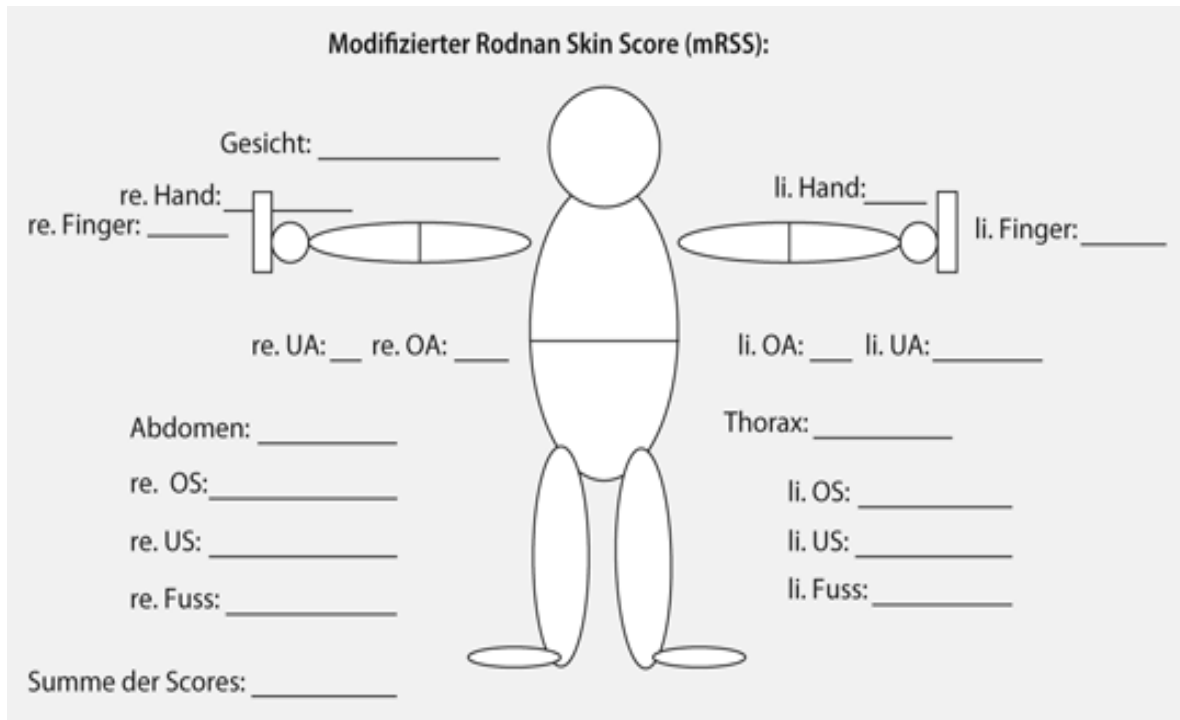 Modifizierter Rodnan Skin Score (mRSS):
Gesicht:
re. Hand:
li. Hand:
re. Finger:
li. Finger:
re. UA: re. OA:
li. OA: li. UA:
Abdomen:
Thorax:
re. OS:
li. OS:
re. US:
li. US:
re. Fuss:
li. Fuss:
Summe der Scores: